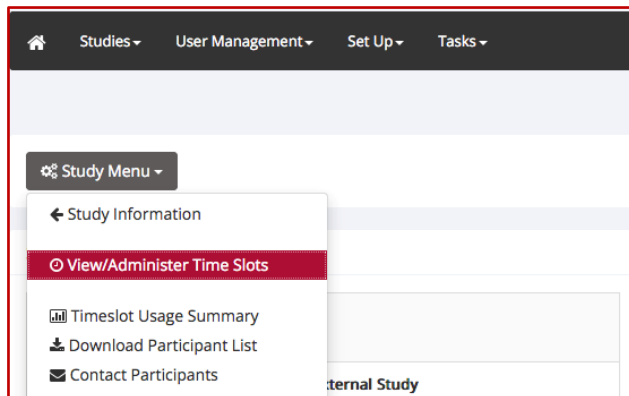 Studies User Management Set Up Tasks
Study Menu
Study Information
View/Administer Time Slots
Timeslot Usage Summary
Download Participant List
Contact Participants
Study